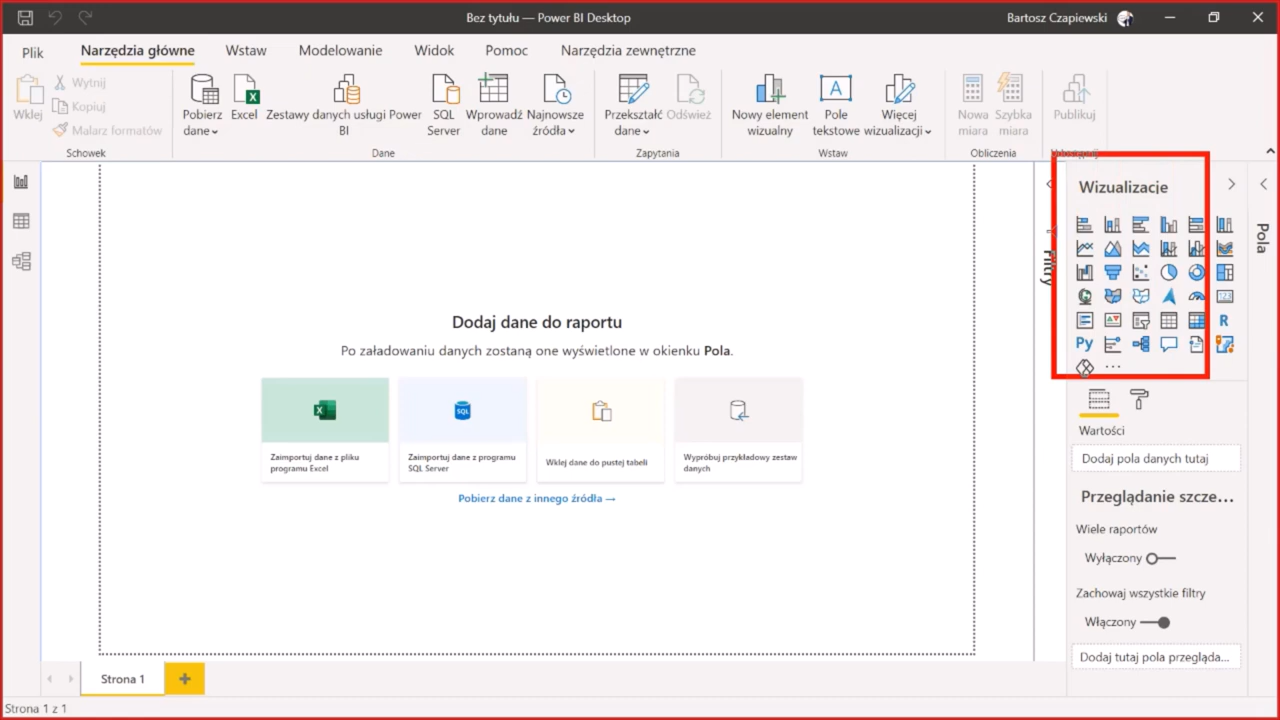 Bez tytułu — Power BI Desktop
Bartosz Czapiewski
Plik
Narzędzia główne
Wstaw
Modelowanie
Widok
Pomoc
Narzędzia zewnętrzne
Wklej
Wytnij
Kopiuj
Malarz formatów
Schowek
Pobierz
dane
Excel
Zestawy danych usługi Power
BI
SQL
Server
Wprowadź
dane
Najnowsze
źródła
Dane
Przekształć
dane
Odśwież
Zapytania
Nowy element
wizualny
Pole
tekstowe
Więcej
wizualizacji
Wstaw
Nowa
miara
Szybka
miara
Obliczenia
Publikuj
Filtry
Wizualizacje
Pola
123
R
Py
Dodaj dane do raportu
Po załadowaniu danych zostaną one wyświetlone w okienku Pola.
SQL
Zaimportuj dane z pliku
programu Excel
Zaimportuj dane z programu
SQL Server
Wklej dane do pustej tabeli
Wypróbuj przykładowy zestaw
danych
Pobierz dane z innego źródła →
Wartości
Dodaj pola danych tutaj
Przeglądanie szcze...
Wiele raportów
Wyłączony
Zachowaj wszystkie filtry
Włączony
Dodaj tutaj pola przegląda...
Strona 1
Strona 1 z 1